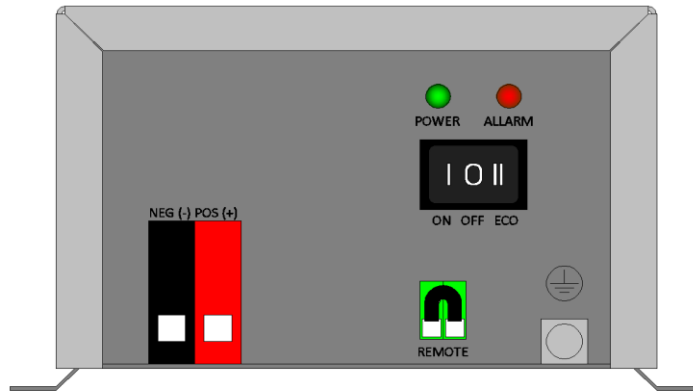 POWER ALLARM
I O II
ON OFF ECO
NEG (-) POS (+)
REMOTE